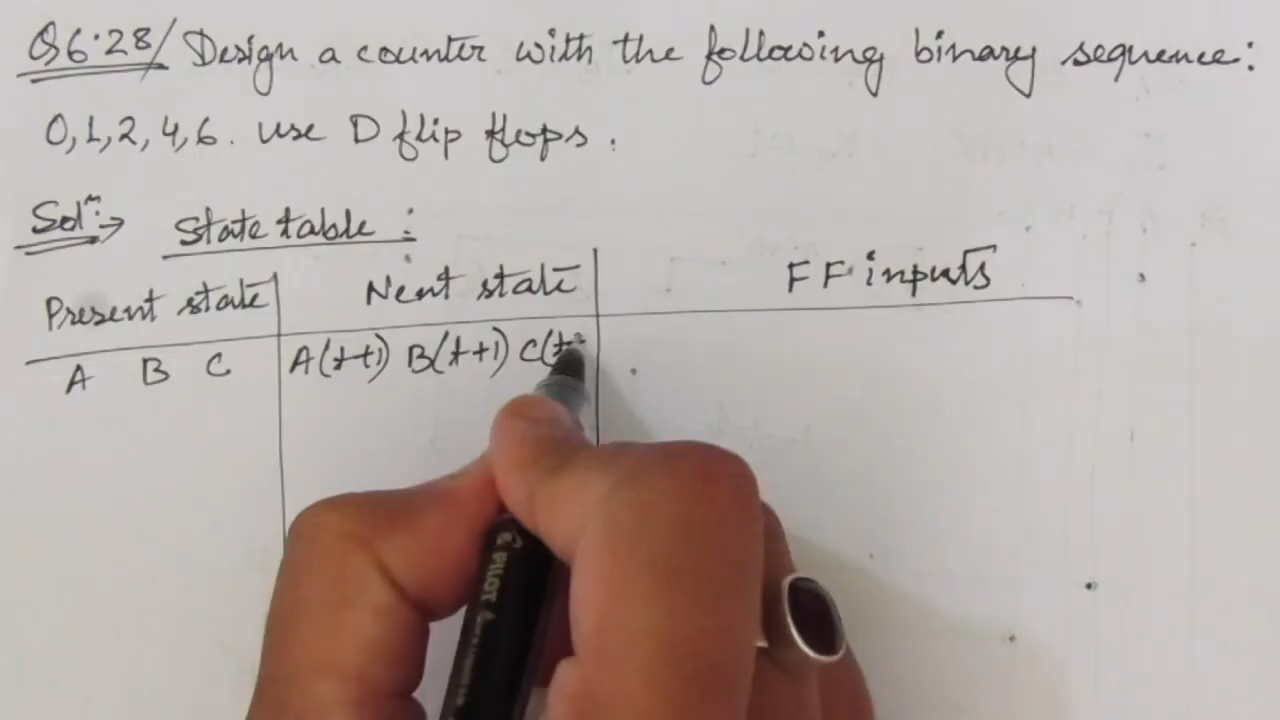 Q6.28/ Design a counter with the following binary sequence:
0,1,2,4,6. use D flip flops.
Solⁿ:→ State table:
Present state Next state FF inputs
A B C A(t+1) B(t+1) C(t+
PILOT